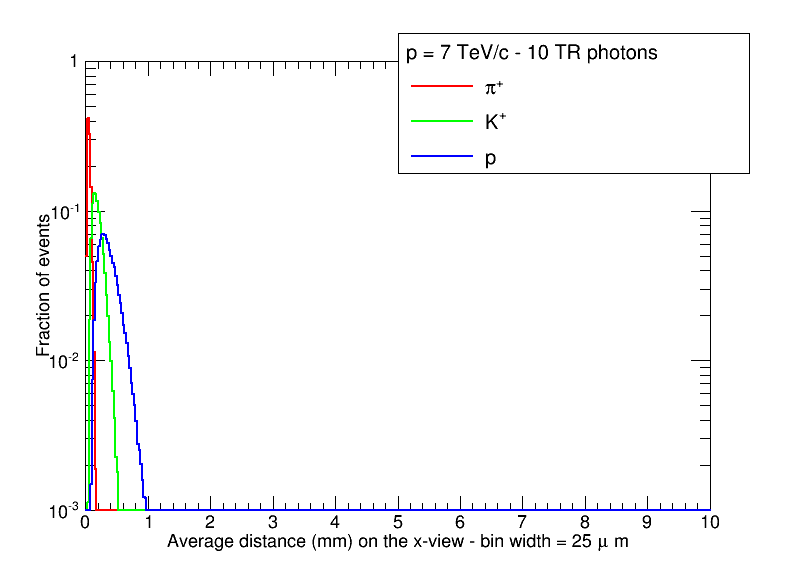 p = 7 TeV/c - 10 TR photons
π⁺
K⁺
p
1
10⁻¹
10⁻²
10⁻³
Fraction of events
0 1 2 3 4 5 6 7 8 9 10
Average distance (mm) on the x-view - bin width = 25 μ m